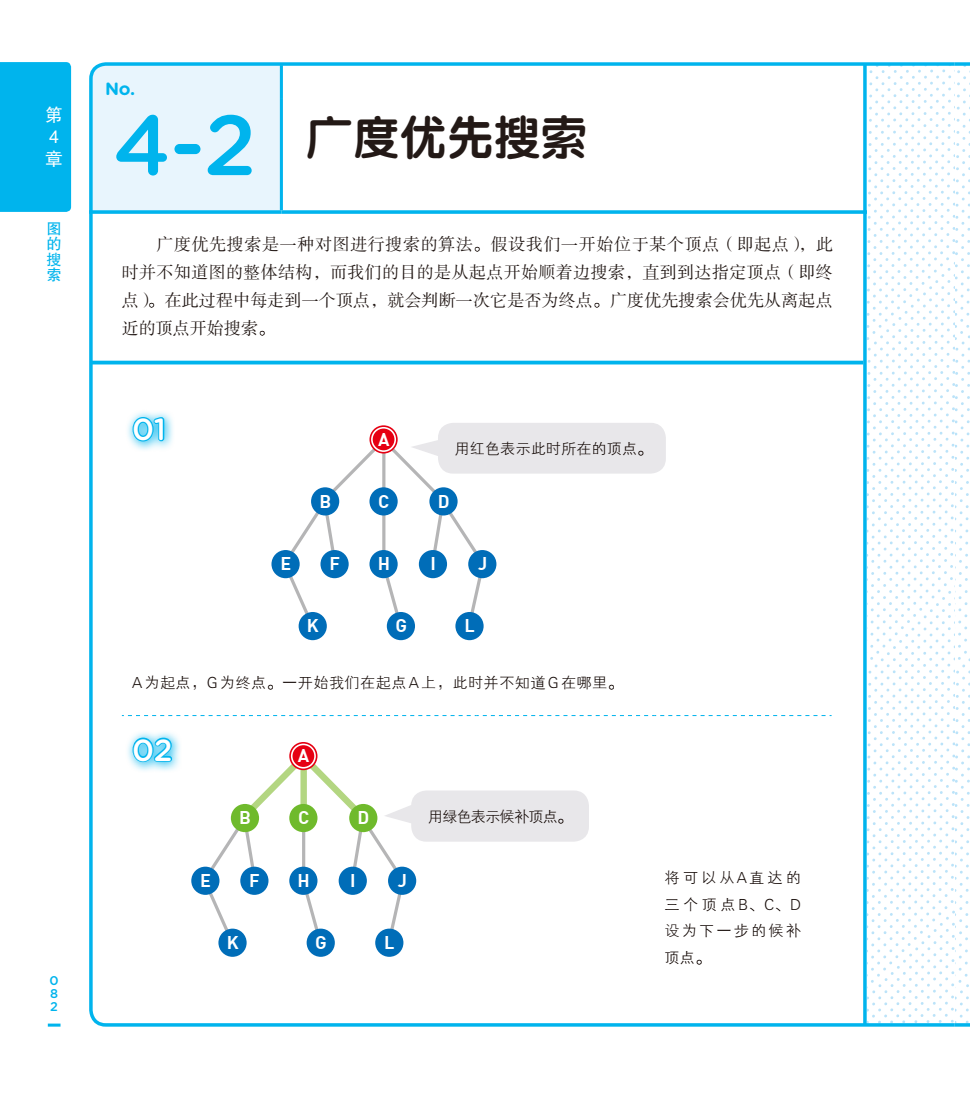 第4章
图的搜索
No.
4-2
广度优先搜索
广度优先搜索是一种对图进行搜索的算法。假设我们一开始位于某个顶点（即起点），此
时并不知道图的整体结构，而我们的目的是从起点开始顺着边搜索，直到到达指定顶点（即终
点）。在此过程中每走到一个顶点，就会判断一次它是否为终点。广度优先搜索会优先从离起点
近的顶点开始搜索。
01
A
用红色表示此时所在的顶点。
B C D
E F H I J
K G L
A为起点，G为终点。一开始我们在起点A上，此时并不知道G在哪里。
02
A
B C D
用绿色表示候补顶点。
E F H I J
K G L
将可以从A直达的
三个顶点B、C、D
设为下一步的候补
顶点。
082